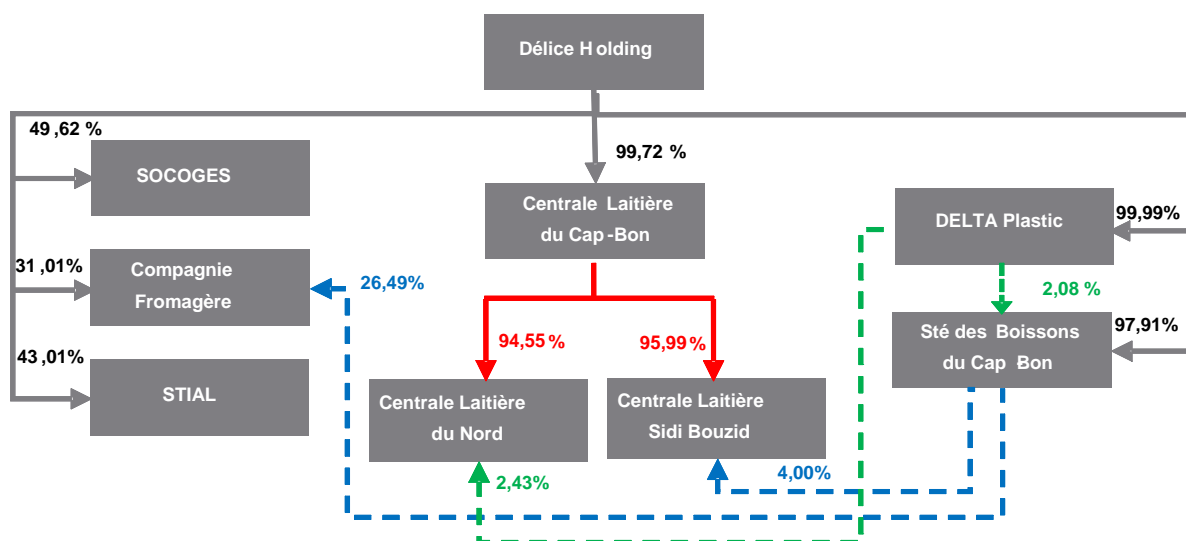 Délice Holding
49,62 %
SOCOGES
99,72 %
Centrale Laitière
du Cap-Bon
DELTA Plastic
99,99%
31,01%
Compagnie
Fromagère
26,49%
2,08 %
94,55 %
95,99%
Sté des Boissons
du Cap Bon
97,91%
43,01%
STIAL
Centrale Laitière
du Nord
Centrale Laitière
Sidi Bouzid
2,43%
4,00%